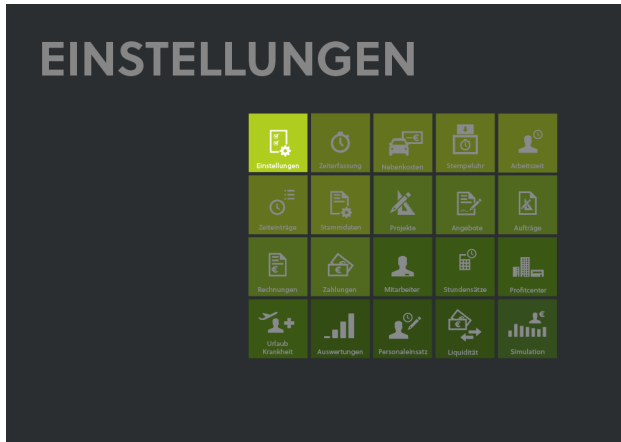 EINSTELLUNGEN
Einstellungen
Zeiterfassung
Nebenkosten
Stempeluhr
Arbeitszeit
Zeiteinträge
Stammdaten
Projekte
Angebote
Aufträge
Rechnungen
Zahlungen
Mitarbeiter
Stundensätze
Profitcenter
Urlaub
Krankheit
Auswertungen
Personaleinsatz
Liquidität
Simulation